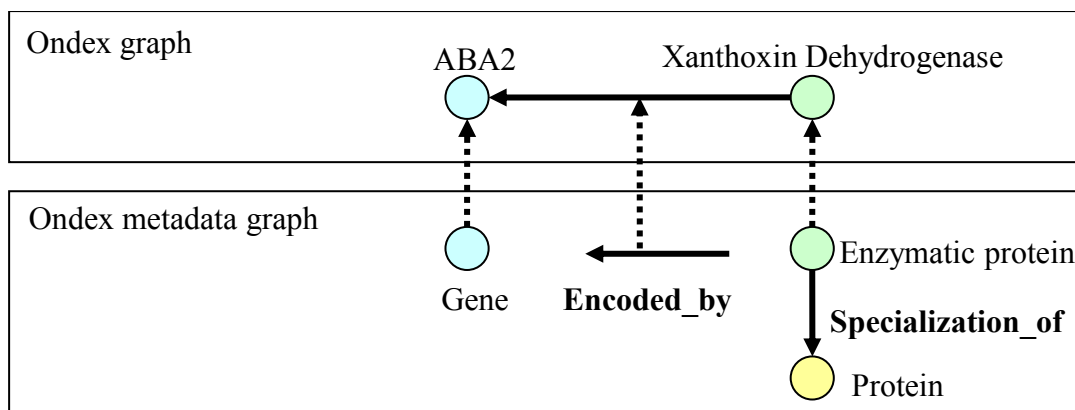 Ondex graph
ABA2
Xanthoxin Dehydrogenase
Ondex metadata graph
Gene
Encoded_by
Enzymatic protein
Specialization_of
Protein